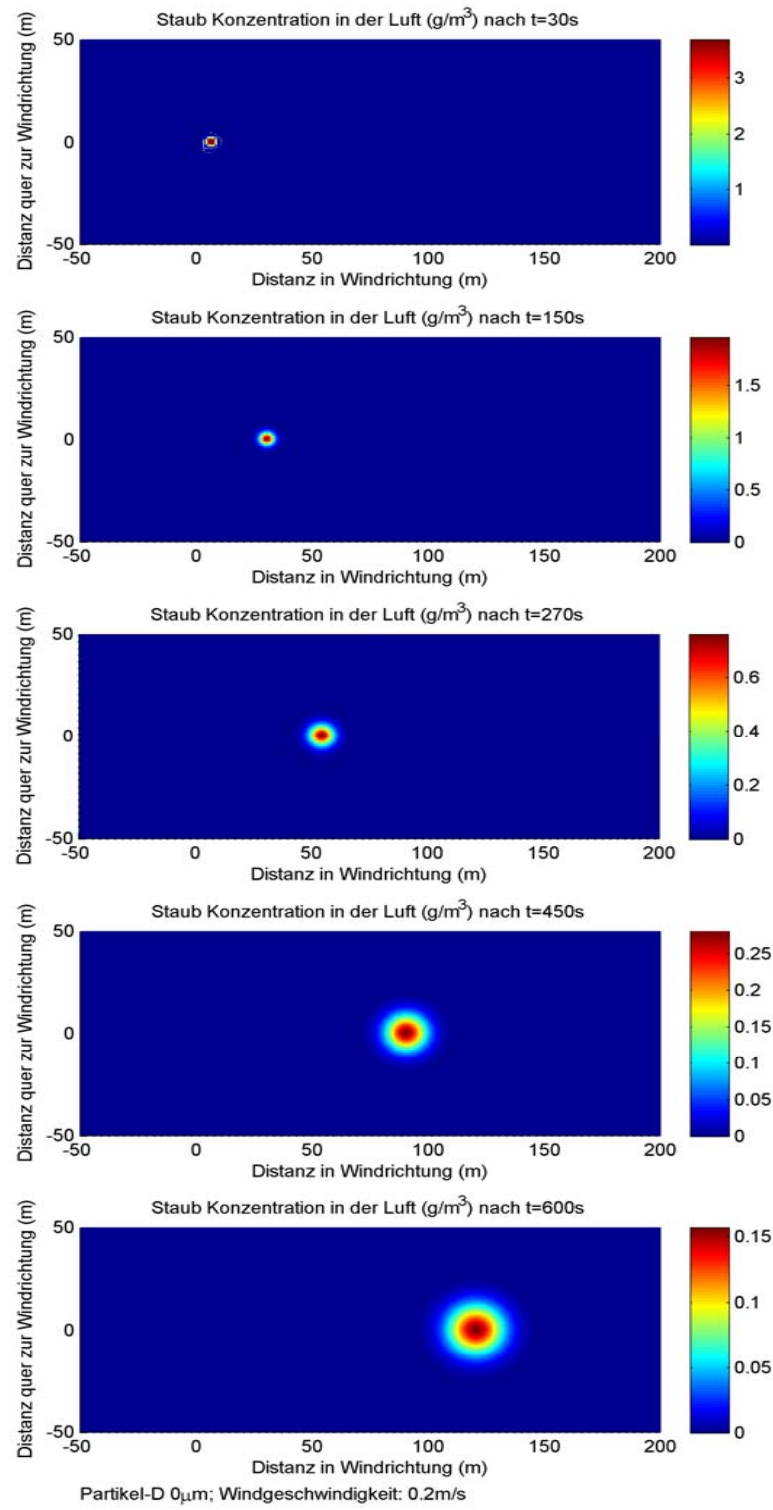 Staub Konzentration in der Luft (g/m³) nach t=30s
Distanz quer zur Windrichtung (m)
50
0
-50
-50 0 50 100 150 200
Distanz in Windrichtung (m)
3
2
1
Staub Konzentration in der Luft (g/m³) nach t=150s
Distanz quer zur Windrichtung (m)
50
0
-50
-50 0 50 100 150 200
Distanz in Windrichtung (m)
1.5
1
0.5
0
Staub Konzentration in der Luft (g/m³) nach t=270s
Distanz quer zur Windrichtung (m)
50
0
-50
-50 0 50 100 150 200
Distanz in Windrichtung (m)
0.6
0.4
0.2
0
Staub Konzentration in der Luft (g/m³) nach t=450s
Distanz quer zur Windrichtung (m)
50
0
-50
-50 0 50 100 150 200
Distanz in Windrichtung (m)
0.25
0.2
0.15
0.1
0.05
0
Staub Konzentration in der Luft (g/m³) nach t=600s
Distanz quer zur Windrichtung (m)
50
0
-50
-50 0 50 100 150 200
Distanz in Windrichtung (m)
0.15
0.1
0.05
0
Partikel-D 0μm; Windgeschwindigkeit: 0.2m/s